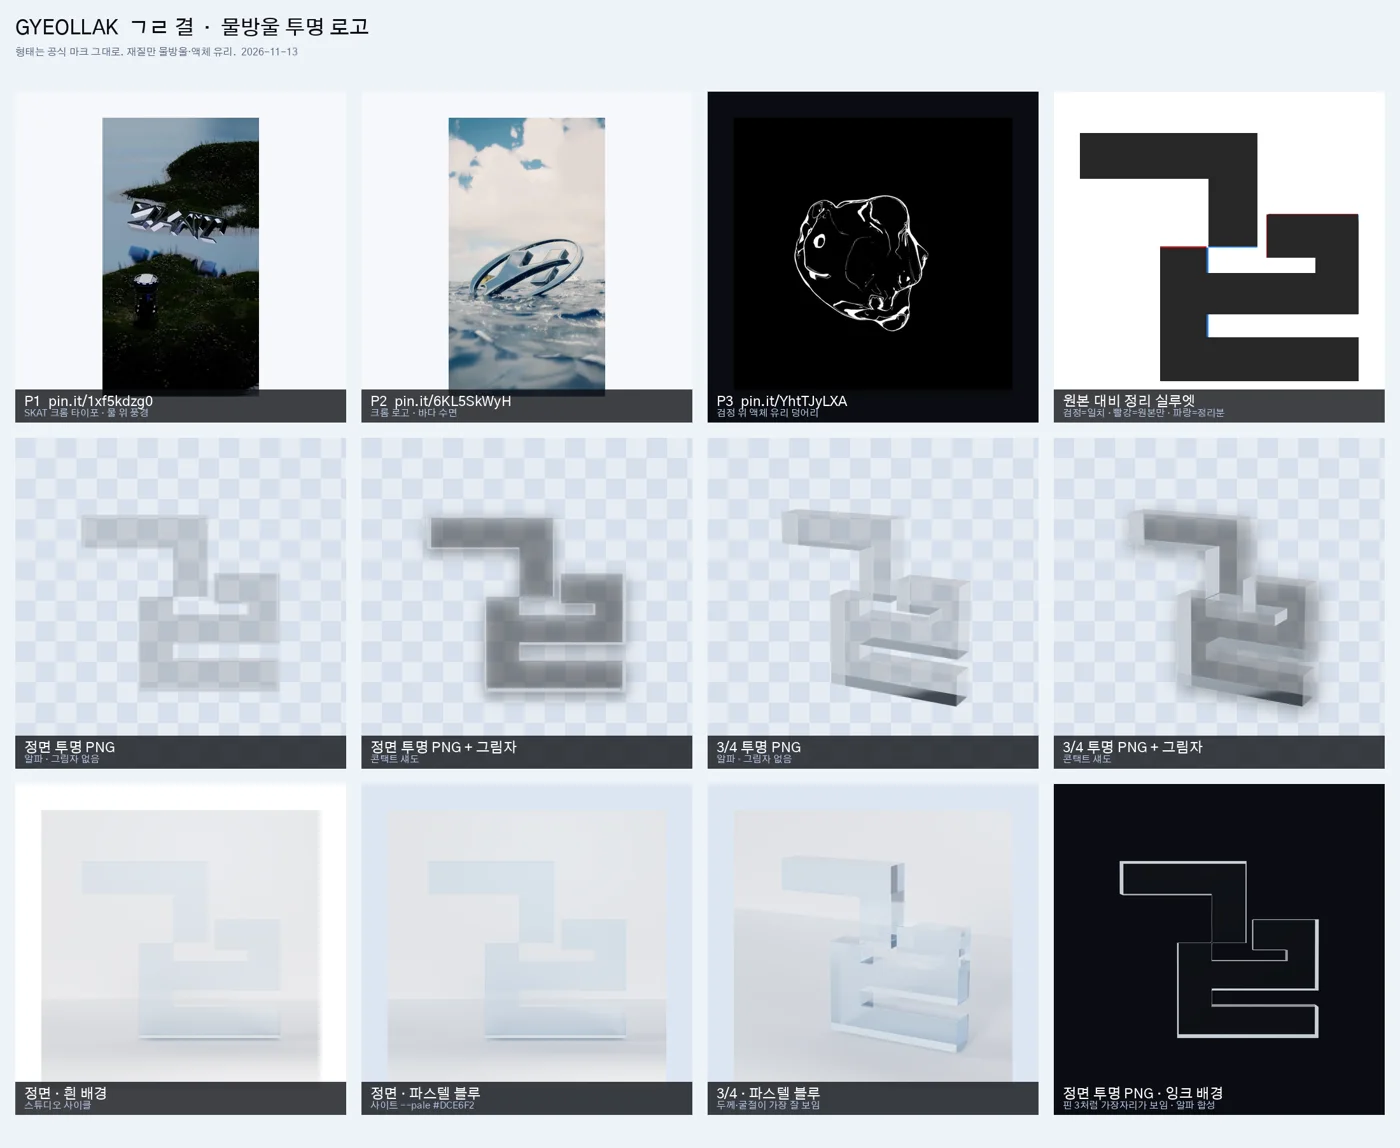 GYEOLLAK ㄱㄹ 결 · 물방울 투명 로고
형태는 공식 마크 그대로. 재질만 물방울·액체 유리. 2026-11-13
SKAT
P1 pin.it/1xf5kdzg0
SKAT 크롬 타이포 · 물 위 풍경
P2 pin.it/6KL5SkWyH
크롬 로고 · 바다 수면
P3 pin.it/YhtTJyLXA
검정 위 액체 유리 덩어리
원본 대비 정리 실루엣
검정=일치 · 빨강=원본만 · 파랑=정리분
정면 투명 PNG
알파 · 그림자 없음
정면 투명 PNG + 그림자
콘택트 섀도
3/4 투명 PNG
알파 · 그림자 없음
3/4 투명 PNG + 그림자
콘택트 섀도
정면 · 흰 배경
스튜디오 사이클
정면 · 파스텔 블루
사이트 --pale #DCE6F2
3/4 · 파스텔 블루
두께·굴절이 가장 잘 보임
정면 투명 PNG · 잉크 배경
핀 3처럼 가장자리가 보임 · 알파 합성